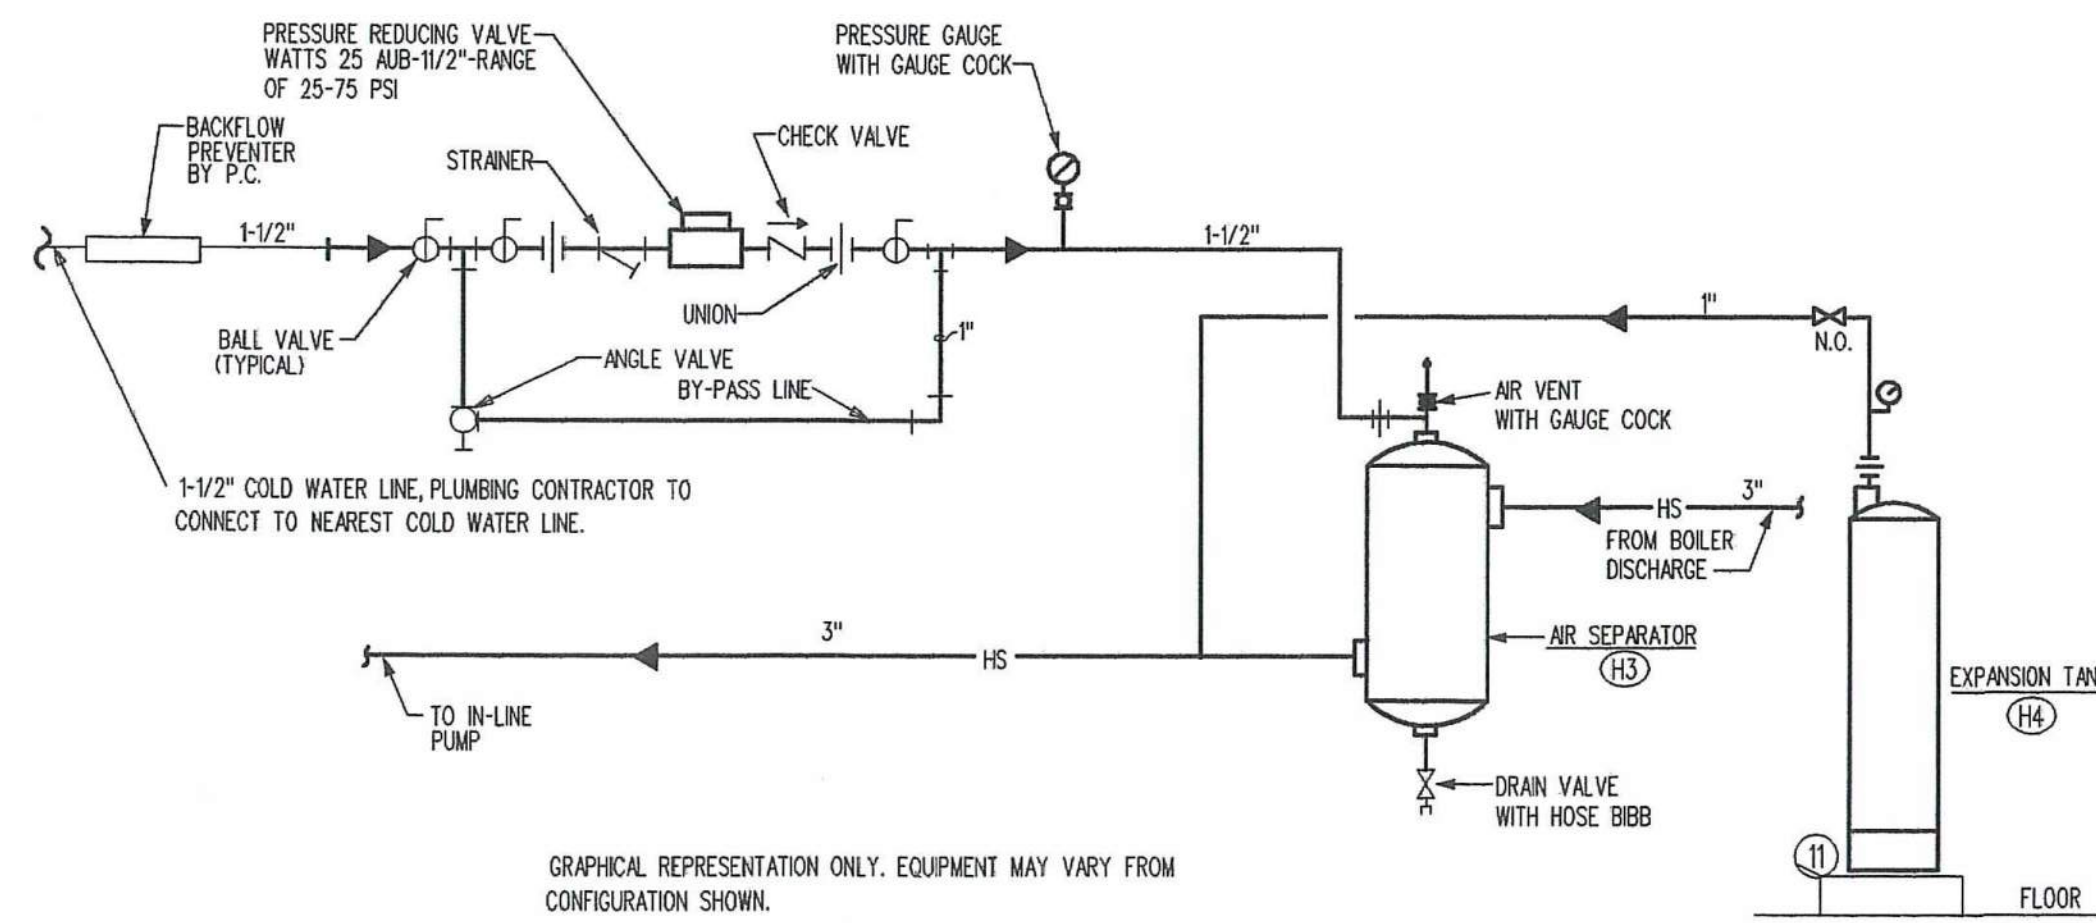 PRESSURE REDUCING VALVE
WATTS 25 AUB-11/2"-RANGE
OF 25-75 PSI
PRESSURE GAUGE
WITH GAUGE COCK
BACKFLOW
PREVENTER
BY P.C.
STRAINER
CHECK VALVE
1-1/2"
1-1/2"
UNION
1"
1"
N.O.
BALL VALVE
(TYPICAL)
ANGLE VALVE
BY-PASS LINE
AIR VENT
WITH GAUGE COCK
1-1/2" COLD WATER LINE, PLUMBING CONTRACTOR TO
CONNECT TO NEAREST COLD WATER LINE.
HS
3"
FROM BOILER
DISCHARGE
3"
HS
AIR SEPARATOR
H3
EXPANSION TAN
H4
TO IN-LINE
PUMP
DRAIN VALVE
WITH HOSE BIBB
11
FLOOR
GRAPHICAL REPRESENTATION ONLY. EQUIPMENT MAY VARY FROM
CONFIGURATION SHOWN.